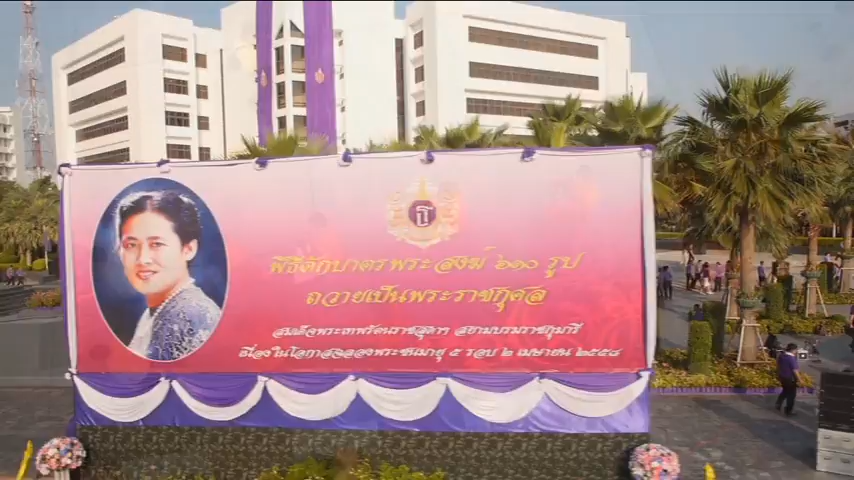 พิธีตักบาตรพระสงฆ์ ๖๑๐ รูป
ถวายเป็นพระราชกุศล
สมเด็จพระเทพรัตนราชสุดาฯ สยามบรมราชกุมารี
เนื่องในโอกาสฉลองพระชนมายุ ๕ รอบ ๒ เมษายน ๒๕๕๘